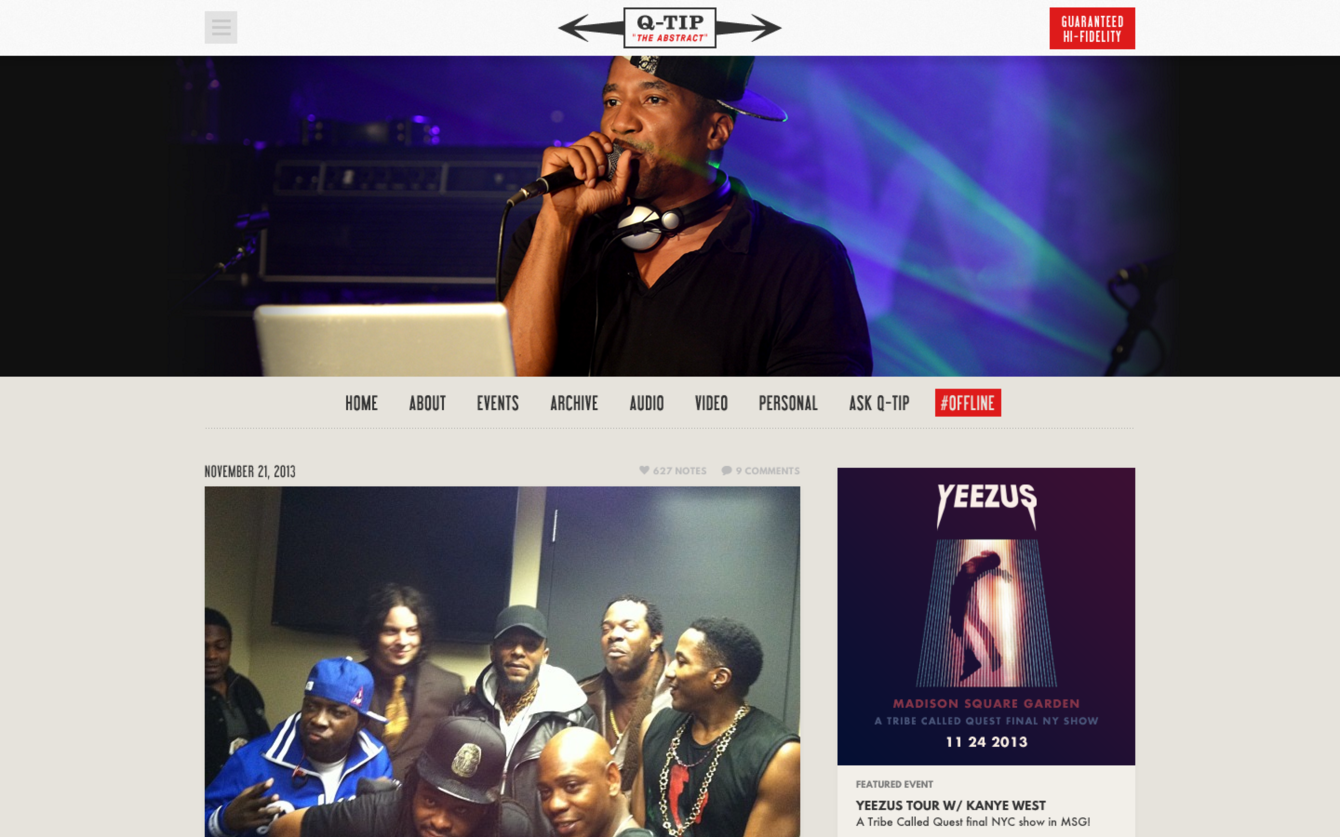 Q-TIP
"THE ABSTRACT"
GUARANTEED
HI-FIDELITY
HOME
ABOUT
EVENTS
ARCHIVE
AUDIO
VIDEO
PERSONAL
ASK Q-TIP
#OFFLINE
NOVEMBER 21, 2013
627 NOTES
9 COMMENTS
YEEZUS
MADISON SQUARE GARDEN
A TRIBE CALLED QUEST FINAL NY SHOW
11 24 2013
FEATURED EVENT
YEEZUS TOUR W/ KANYE WEST
A Tribe Called Quest final NYC show in MSG!